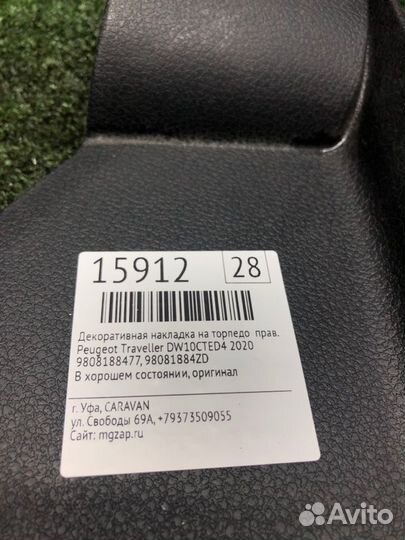 15912 28
Декоративная накладка на торпедо прав.
Peugeot Traveller DW10CTED4 2020
9808188477, 98081884ZD
В хорошем состоянии, оригинал
г. Уфа, CARAVAN
ул. Свободы 69А, +79373509055
Сайт: mgzap.ru
Avito